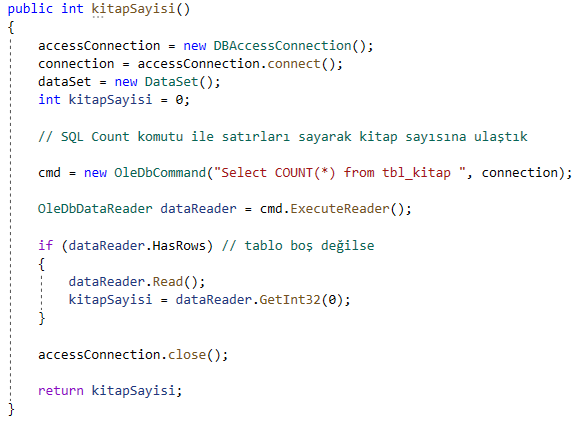 public int kitapSayisi()
{
accessConnection = new DBAccessConnection();
connection = accessConnection.connect();
dataSet = new DataSet();
int kitapSayisi = 0;
// SQL Count komutu ile satırları sayarak kitap sayısına ulaştık
cmd = new OleDbCommand("Select COUNT(*) from tbl_kitap ", connection);
OleDbDataReader dataReader = cmd.ExecuteReader();
if (dataReader.HasRows) // tablo boş değilse
{
dataReader.Read();
kitapSayisi = dataReader.GetInt32(0);
}
accessConnection.close();
return kitapSayisi;
}